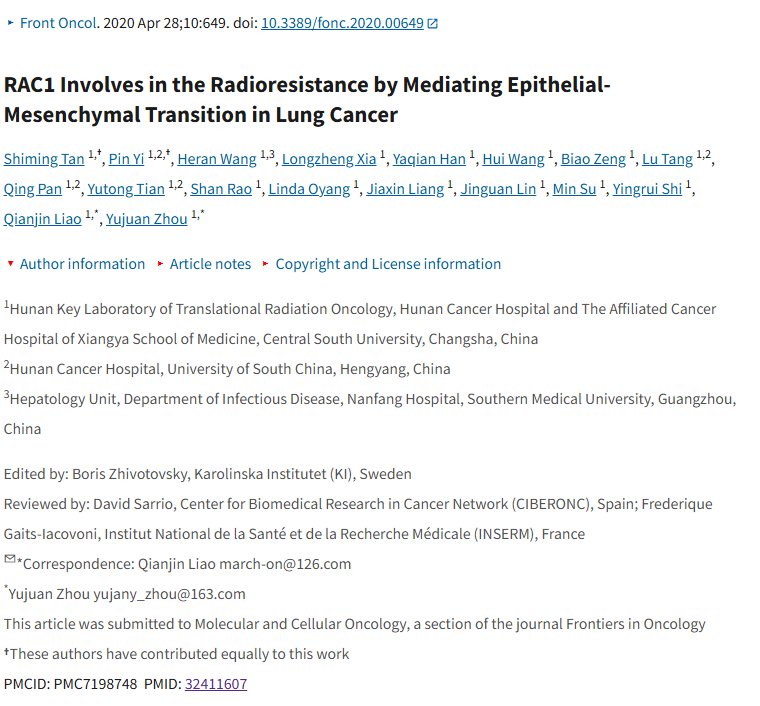 Front Oncol. 2020 Apr 28;10:649. doi: 10.3389/fonc.2020.00649
RAC1 Involves in the Radioresistance by Mediating Epithelial-
Mesenchymal Transition in Lung Cancer
Shiming Tan 1,†, Pin Yi 1,2,†, Heran Wang 1,3, Longzheng Xia 1, Yaqian Han 1, Hui Wang 1, Biao Zeng 1, Lu Tang 1,2,
Qing Pan 1,2, Yutong Tian 1,2, Shan Rao 1, Linda Oyang 1, Jiaxin Liang 1, Jinguan Lin 1, Min Su 1, Yingrui Shi 1,
Qianjin Liao 1,*, Yujuan Zhou 1,*
Author information Article notes Copyright and License information
1Hunan Key Laboratory of Translational Radiation Oncology, Hunan Cancer Hospital and The Affiliated Cancer
Hospital of Xiangya School of Medicine, Central South University, Changsha, China
2Hunan Cancer Hospital, University of South China, Hengyang, China
3Hepatology Unit, Department of Infectious Disease, Nanfang Hospital, Southern Medical University, Guangzhou,
China
Edited by: Boris Zhivotovsky, Karolinska Institutet (KI), Sweden
Reviewed by: David Sarrio, Center for Biomedical Research in Cancer Network (CIBERONC), Spain; Frederique
Gaits-Iacovoni, Institut National de la Santé et de la Recherche Médicale (INSERM), France
*Correspondence: Qianjin Liao march-on@126.com
*Yujuan Zhou yujany_zhou@163.com
This article was submitted to Molecular and Cellular Oncology, a section of the journal Frontiers in Oncology
†These authors have contributed equally to this work
PMCID: PMC7198748 PMID: 32411607